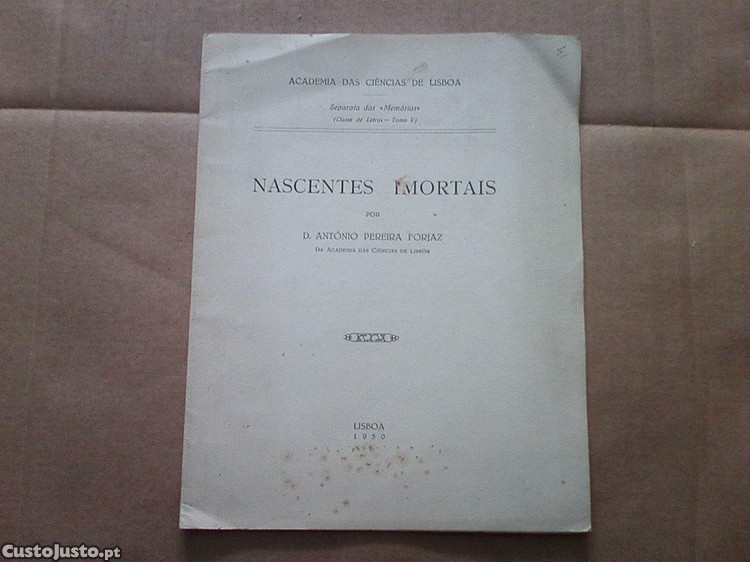 ACADEMIA DAS CIÊNCIAS DE LISBOA
Separata das «Memórias»
(Classe de Letras — Tomo V)
NASCENTES IMORTAIS
POR
D. ANTÓNIO PEREIRA FORJAZ
DA ACADEMIA DAS CIÊNCIAS DE LISBOA
LISBOA
1950
CustoJusto.pt